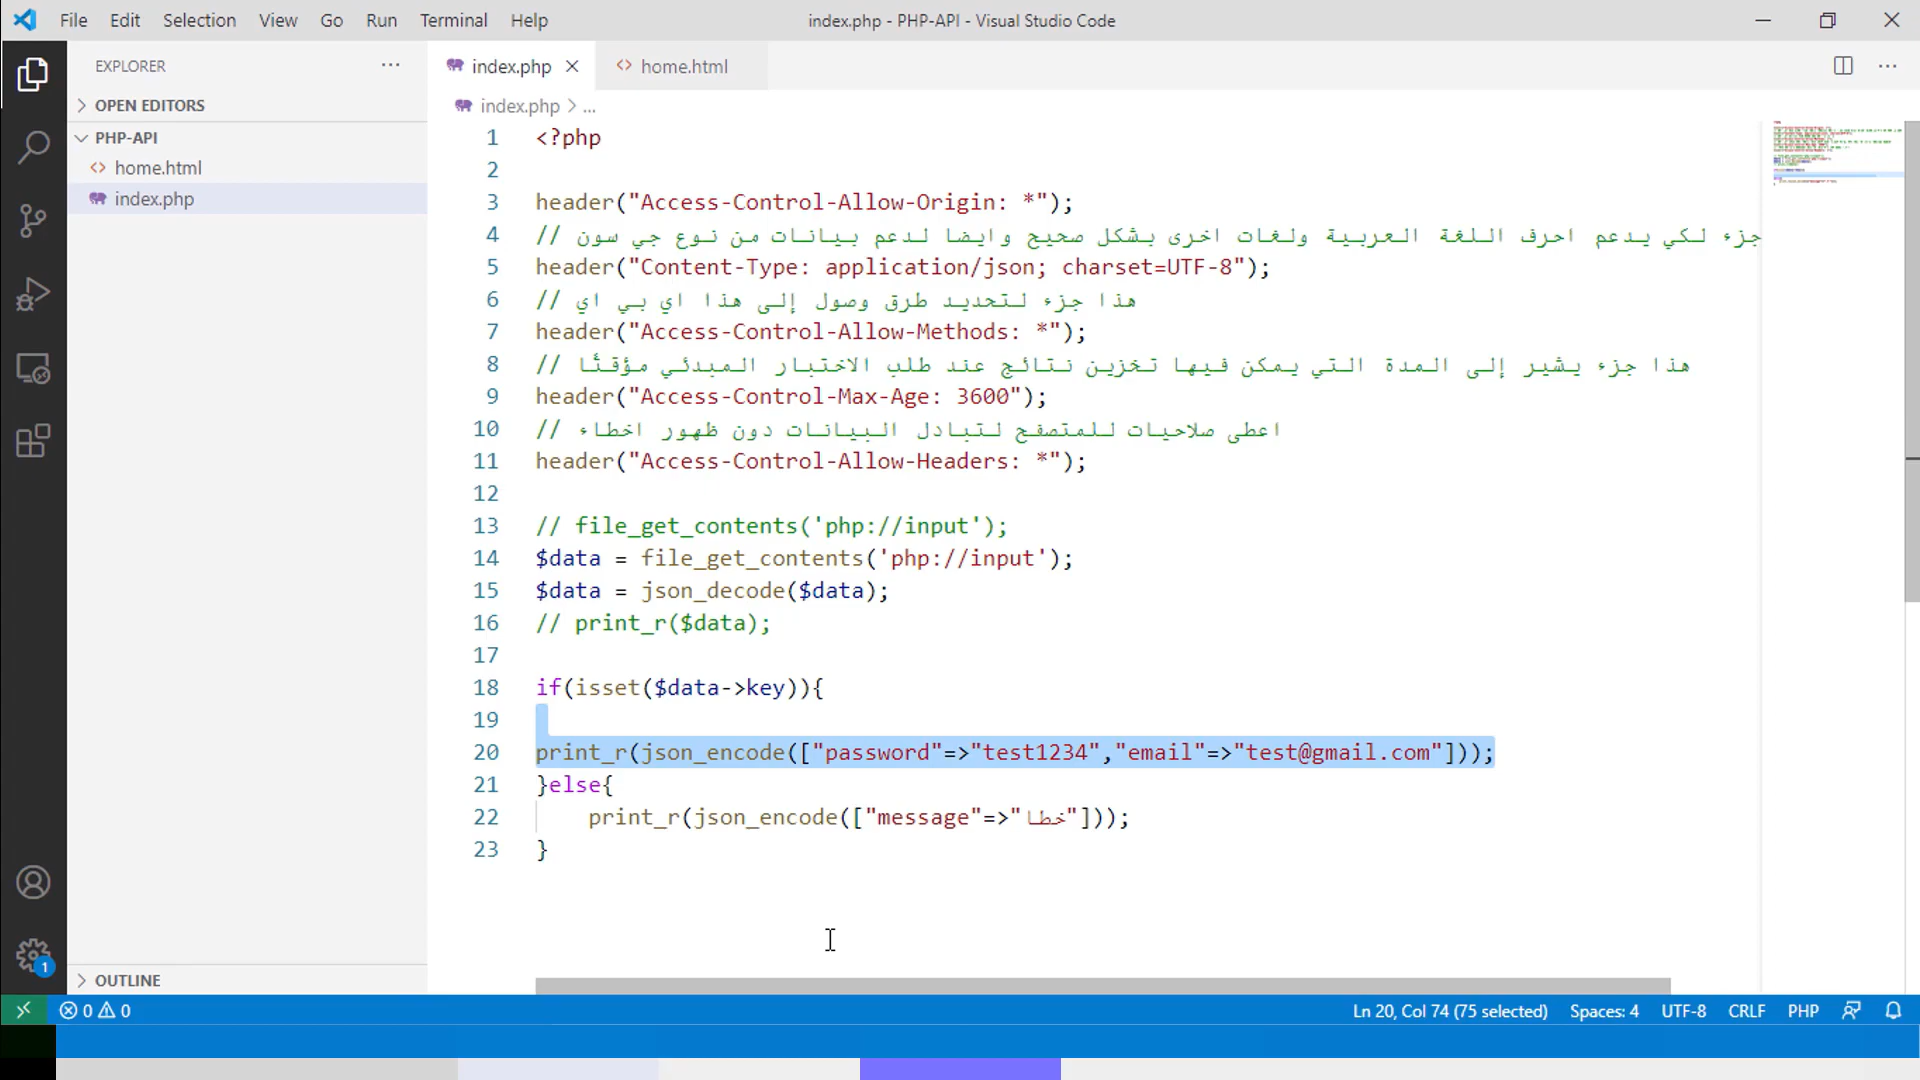 File Edit Selection View Go Run Terminal Help
index.php - PHP-API - Visual Studio Code
EXPLORER
OPEN EDITORS
PHP-API
home.html
index.php
OUTLINE
index.php
home.html
index.php > ...
1 <?php
2
3 header("Access-Control-Allow-Origin: *");
4 // جزء لكي يدعم احرف اللغة العربية ولغات اخرى بشكل صحيح وايضا لدعم بيانات من نوع جي سون
5 header("Content-Type: application/json; charset=UTF-8");
6 // هذا جزء لتحديد طرق وصول إلى هذا اي بي اي
7 header("Access-Control-Allow-Methods: *");
8 // هذا جزء يشير إلى المدة التي يمكن فيها تخزين نتائج عند طلب الاختبار المبدئي مؤقتًا
9 header("Access-Control-Max-Age: 3600");
10 // اعطى صلاحيات للمتصفح لتبادل البيانات دون ظهور اخطاء
11 header("Access-Control-Allow-Headers: *");
12
13 // file_get_contents('php://input');
14 $data = file_get_contents('php://input');
15 $data = json_decode($data);
16 // print_r($data);
17
18 if(isset($data->key)){
19
20 print_r(json_encode(["password"=>"test1234","email"=>"test@gmail.com"]));
21 }else{
22 print_r(json_encode(["message"=>"خطا"]));
23 }
0 0
Ln 20, Col 74 (75 selected) Spaces: 4 UTF-8 CRLF PHP
1